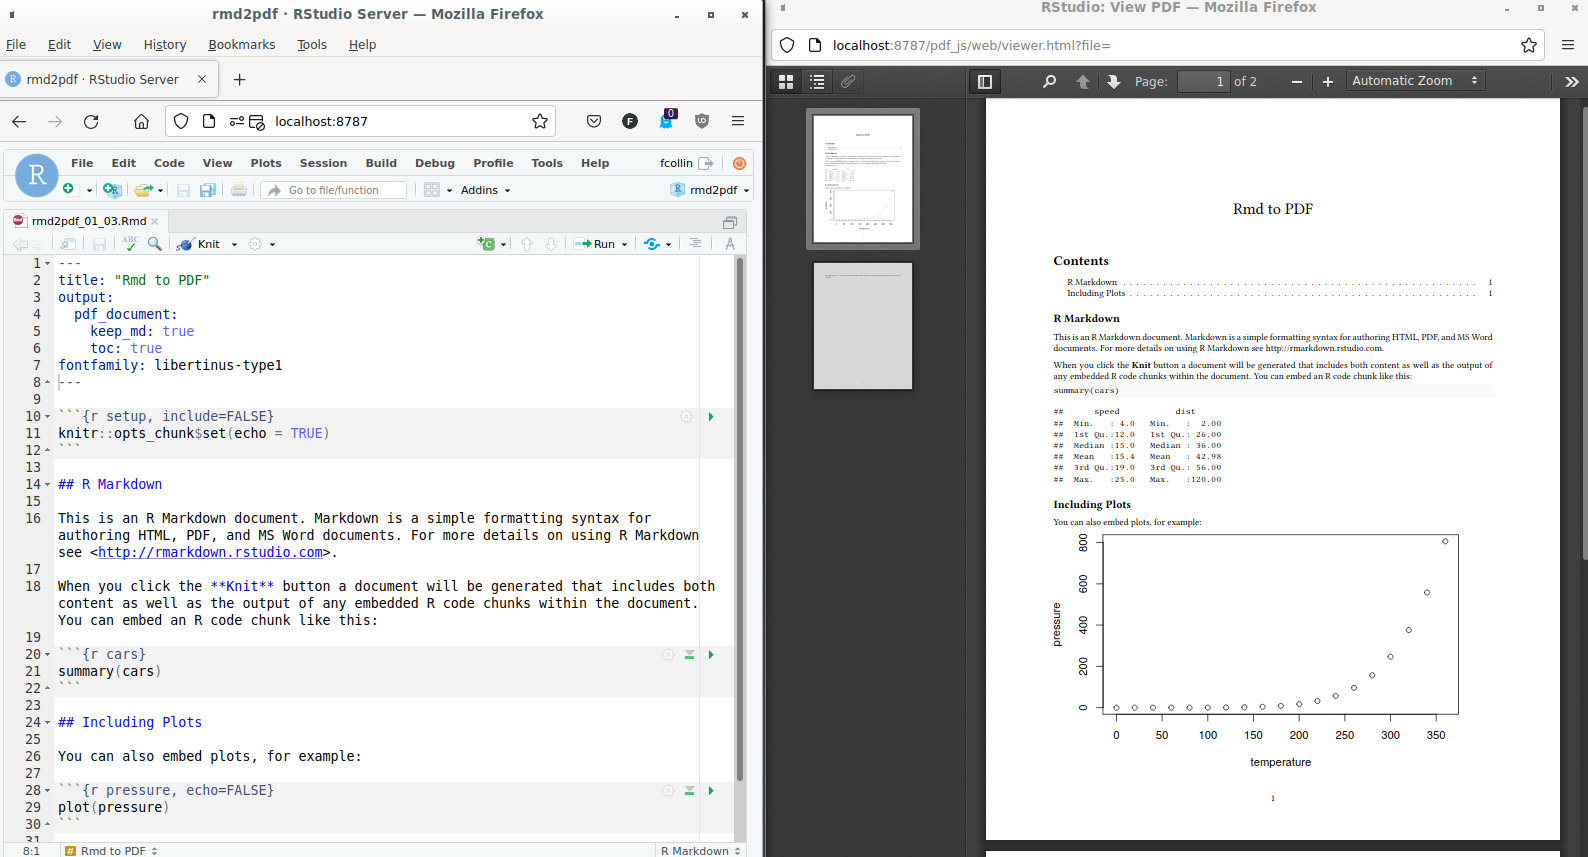 rmd2pdf · RStudio Server — Mozilla Firefox
File Edit View History Bookmarks Tools Help
rmd2pdf · RStudio Server
localhost:8787
0
File Edit Code View Plots Session Build Debug Profile Tools Help
fcollin
Go to file/function
Addins
rmd2pdf
rmd2pdf_01_03.Rmd
ABC
Knit
Run
1 ---
2 title: "Rmd to PDF"
3 output:
4 pdf_document:
5 keep_md: true
6 toc: true
7 fontfamily: libertinus-type1
8 ---
9
10 ```{r setup, include=FALSE}
11 knitr::opts_chunk$set(echo = TRUE)
12 ```
13
14 ## R Markdown
15
16 This is an R Markdown document. Markdown is a simple formatting syntax for
authoring HTML, PDF, and MS Word documents. For more details on using R Markdown
see <http://rmarkdown.rstudio.com>.
17
18 When you click the **Knit** button a document will be generated that includes both
content as well as the output of any embedded R code chunks within the document.
You can embed an R code chunk like this:
19
20 ```{r cars}
21 summary(cars)
22 ```
23
24 ## Including Plots
25
26 You can also embed plots, for example:
27
28 ```{r pressure, echo=FALSE}
29 plot(pressure)
30 ```
31
8:1 # Rmd to PDF R Markdown
RStudio: View PDF — Mozilla Firefox
localhost:8787/pdf_js/web/viewer.html?file=
Page: 1 of 2
Automatic Zoom
Rmd to PDF
Contents
R Markdown . . . . . . . . . . . . . . . . . . . . . . . . . . . . . . 1
Including Plots . . . . . . . . . . . . . . . . . . . . . . . . . . . . . . 1
R Markdown
This is an R Markdown document. Markdown is a simple formatting syntax for authoring HTML, PDF, and MS Word
documents. For more details on using R Markdown see http://rmarkdown.rstudio.com.
When you click the Knit button a document will be generated that includes both content as well as the output of
any embedded R code chunks within the document. You can embed an R code chunk like this:
summary(cars)
## speed dist
## Min. : 4.0 Min. : 2.00
## 1st Qu.:12.0 1st Qu.: 26.00
## Median :15.0 Median : 36.00
## Mean :15.4 Mean : 42.98
## 3rd Qu.:19.0 3rd Qu.: 56.00
## Max. :25.0 Max. :120.00
Including Plots
You can also embed plots, for example:
800
600
400
200
0
pressure
0 50 100 150 200 250 300 350
temperature
1